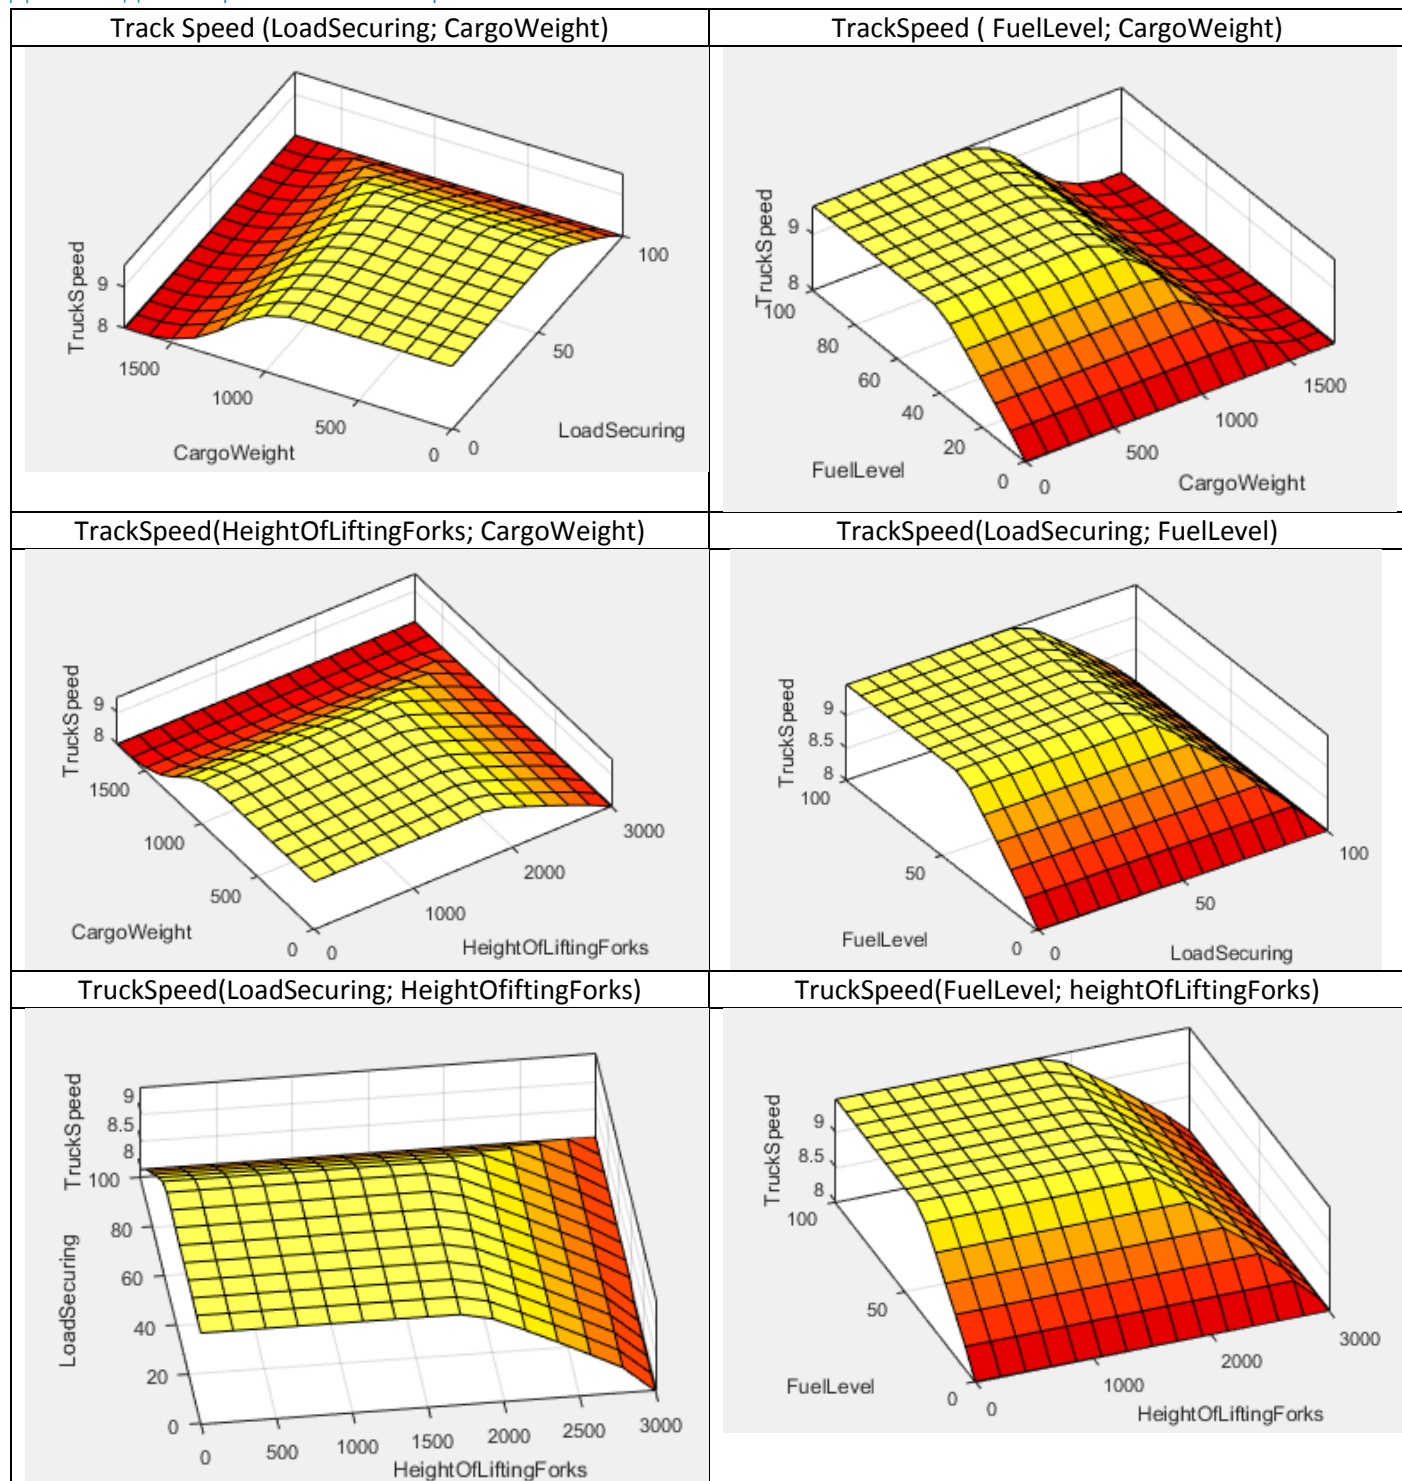 Track Speed (LoadSecuring; CargoWeight)
TrackSpeed ( FuelLevel; CargoWeight)
TruckSpeed
9
8
1500
1000
500
0
CargoWeight
0
50
100
LoadSecuring
TruckSpeed
9
8
100
80
60
40
20
0
FuelLevel
0
500
1000
1500
CargoWeight
TrackSpeed(HeightOfLiftingForks; CargoWeight)
TrackSpeed(LoadSecuring; FuelLevel)
TruckSpeed
9
8
1500
1000
500
0
CargoWeight
0
1000
2000
3000
HeightOfLiftingForks
TruckSpeed
9
8.5
8
100
50
0
FuelLevel
0
50
100
LoadSecuring
TruckSpeed(LoadSecuring; HeightOfiftingForks)
TruckSpeed(FuelLevel; heightOfLiftingForks)
TruckSpeed
9
8.5
8
100
80
60
40
20
0
LoadSecuring
0
500
1000
1500
2000
2500
3000
HeightOfLiftingForks
TruckSpeed
9
8.5
8
100
50
0
FuelLevel
0
1000
2000
3000
HeightOfLiftingForks